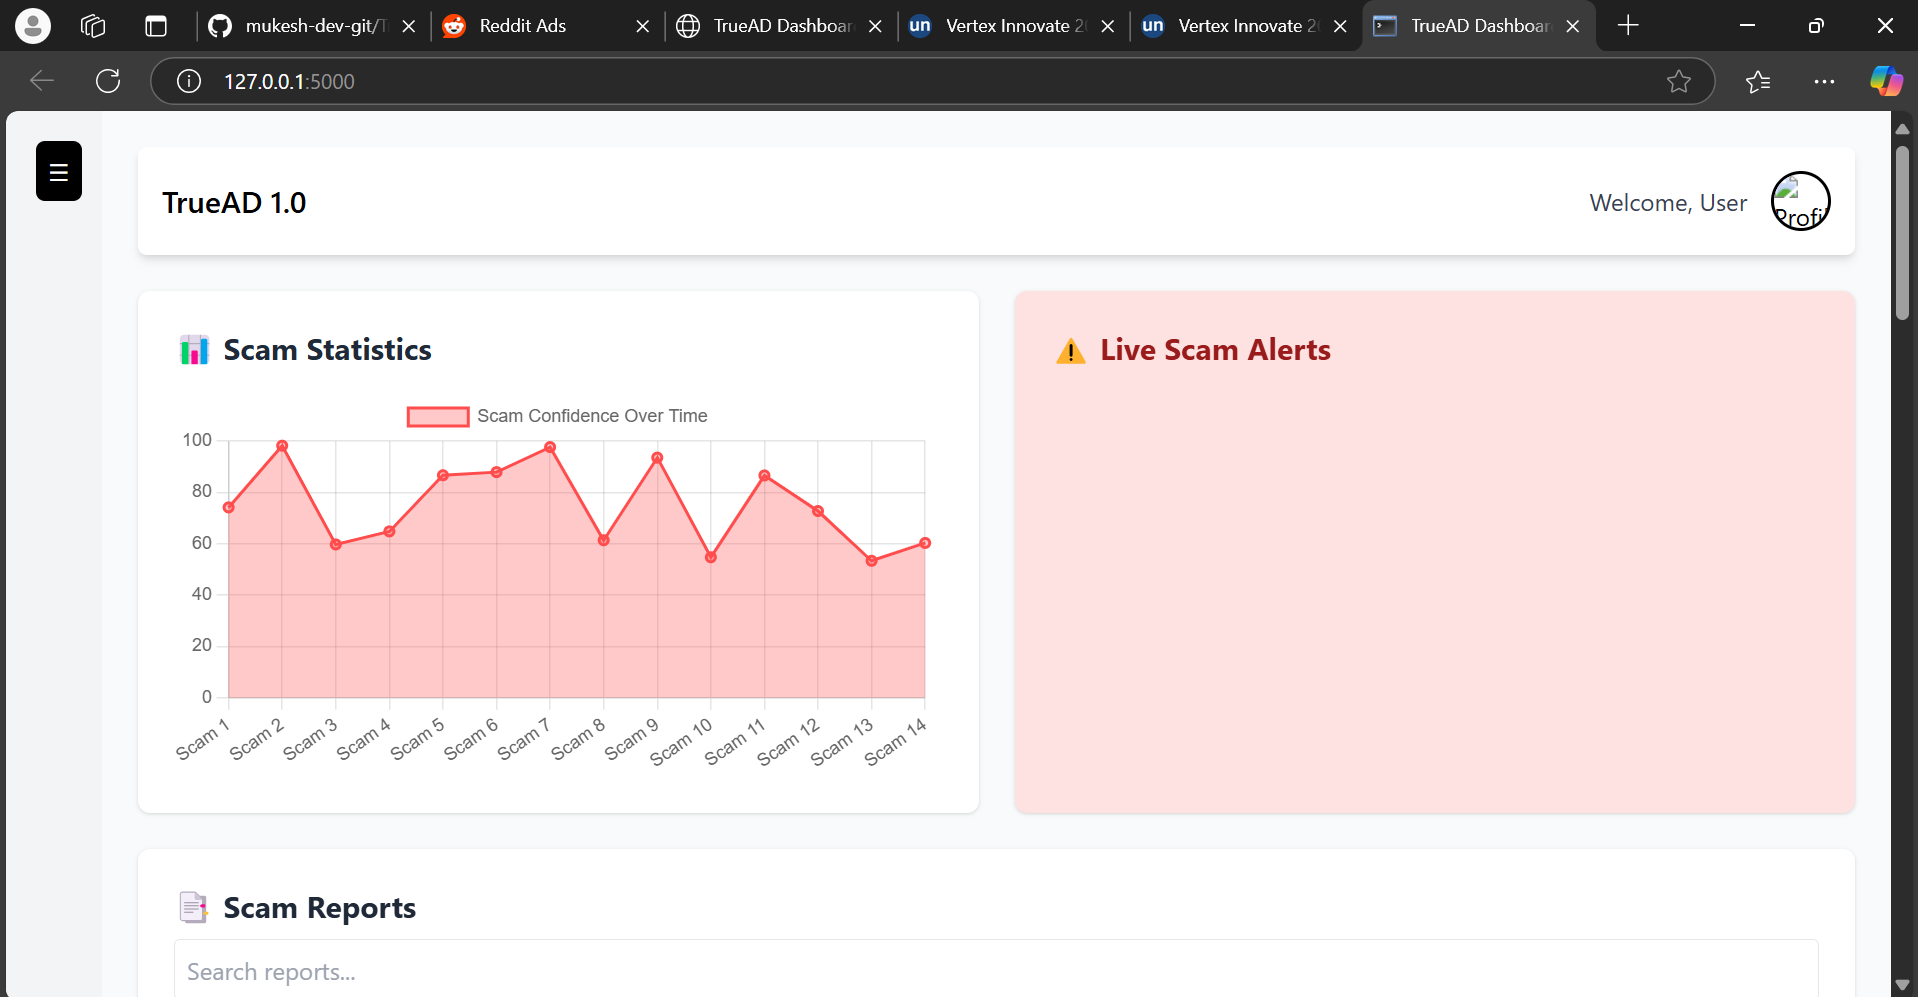 mukesh-dev-git/T
Reddit Ads
TrueAD Dashboar
Vertex Innovate 2
Vertex Innovate 2
TrueAD Dashboar
127.0.0.1:5000
TrueAD 1.0
Welcome, User
Profi
Scam Statistics
Scam Confidence Over Time
100
80
60
40
20
0
Scam 1
Scam 2
Scam 3
Scam 4
Scam 5
Scam 6
Scam 7
Scam 8
Scam 9
Scam 10
Scam 11
Scam 12
Scam 13
Scam 14
Live Scam Alerts
Scam Reports
Search reports...